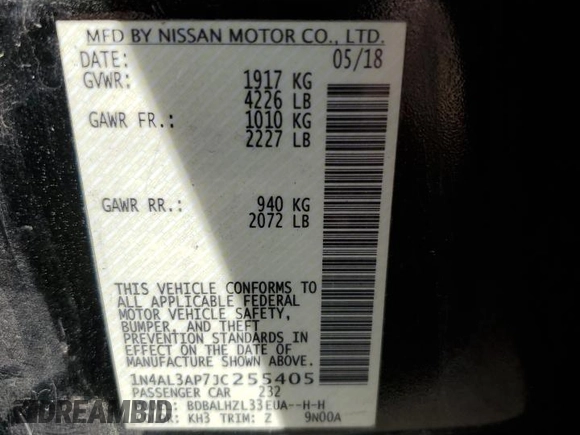 MFD BY NISSAN MOTOR CO., LTD.
DATE: 05/18
GVWR: 1917 KG
4226 LB
GAWR FR.: 1010 KG
2227 LB
GAWR RR.: 940 KG
2072 LB
THIS VEHICLE CONFORMS TO
ALL APPLICABLE FEDERAL
MOTOR VEHICLE SAFETY,
BUMPER, AND THEFT
PREVENTION STANDARDS IN
EFFECT ON THE DATE OF
MANUFACTURE SHOWN ABOVE.
1N4AL3AP7JC255405
PASSENGER CAR 232
BDBALHZL33EUA--H-H
KH3 TRIM: Z 9N00A
DREAMBID